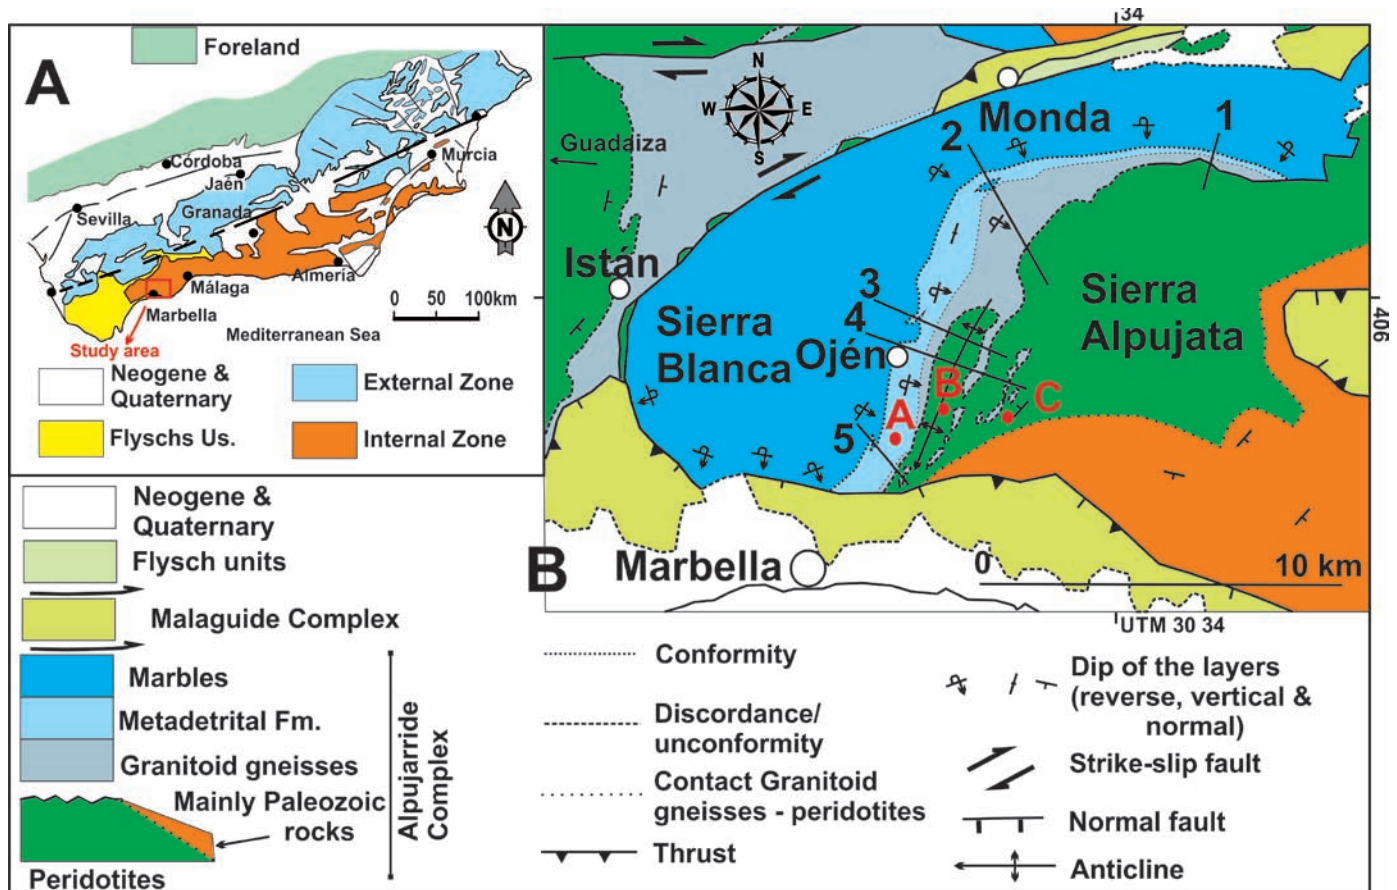 Foreland
A
Córdoba
Jaén
Murcia
Sevilla
Granada
N
Almería
Málaga
Marbella
0 50 100km
Mediterranean Sea
Study area
Neogene &
Quaternary
External Zone
Flyschs Us.
Internal Zone
Neogene &
Quaternary
Flysch units
Malaguide Complex
Marbles
Metadetrital Fm.
Granitoid gneisses
Mainly Paleozoic
rocks
Peridotites
Alpujarride
Complex
34
N
W E
S
Monda
1
2
Guadaiza
Istán
3
4
Sierra
Blanca
Ojén
Sierra
Alpujata
406
A
B
C
5
B
Marbella
0 10 km
UTM 30 34
Conformity
Discordance/
unconformity
Contact Granitoid
gneisses - peridotites
Thrust
Dip of the layers
(reverse, vertical &
normal)
Strike-slip fault
Normal fault
Anticline